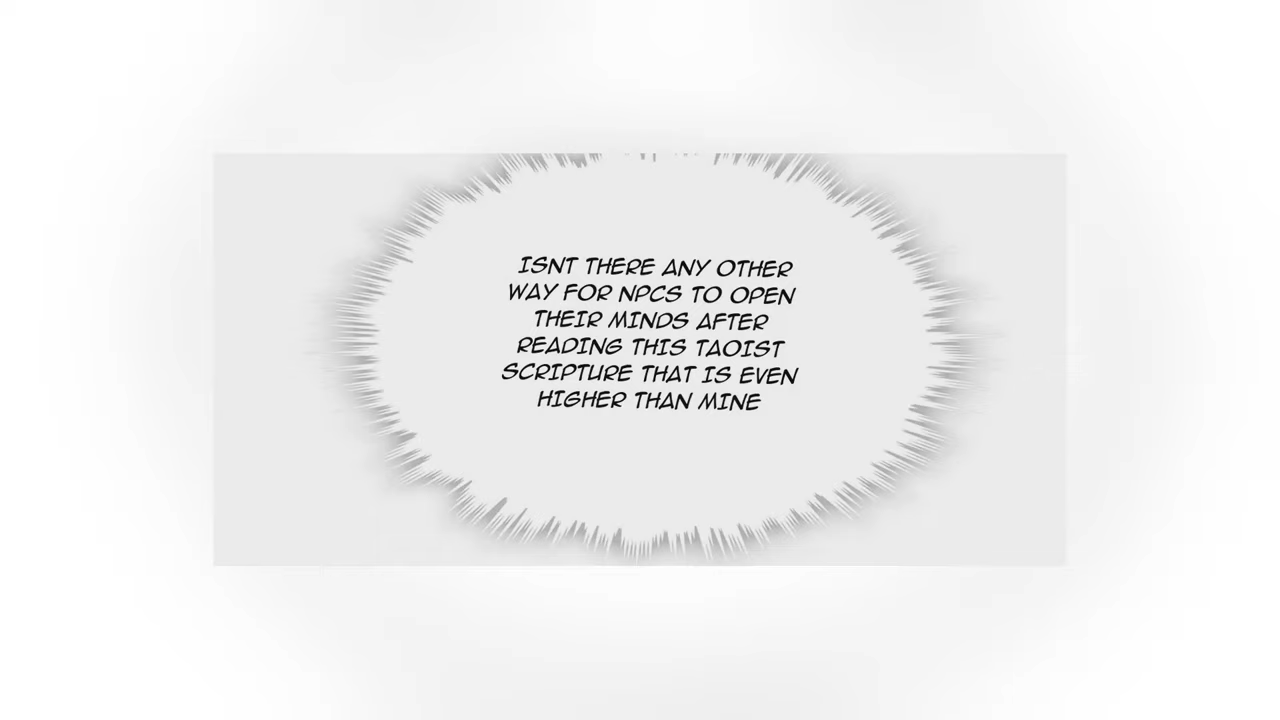 ISNT THERE ANY OTHER
WAY FOR NPCS TO OPEN
THEIR MINDS AFTER
READING THIS TAOIST
SCRIPTURE THAT IS EVEN
HIGHER THAN MINE